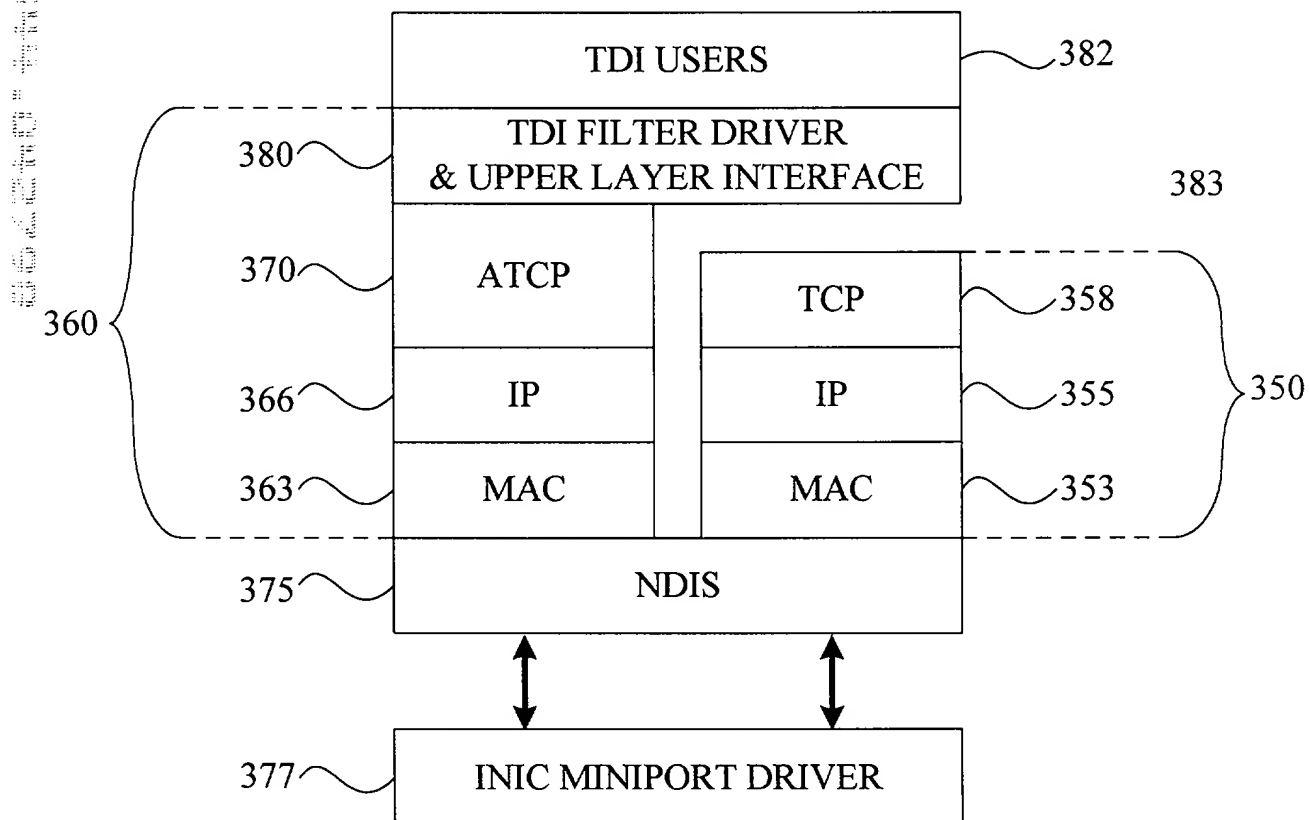 TDI USERS
382
TDI FILTER DRIVER
& UPPER LAYER INTERFACE
380
383
370
ATCP
TCP
358
360
366
IP
IP
355
350
363
MAC
MAC
353
375
NDIS
377
INIC MINIPORT DRIVER